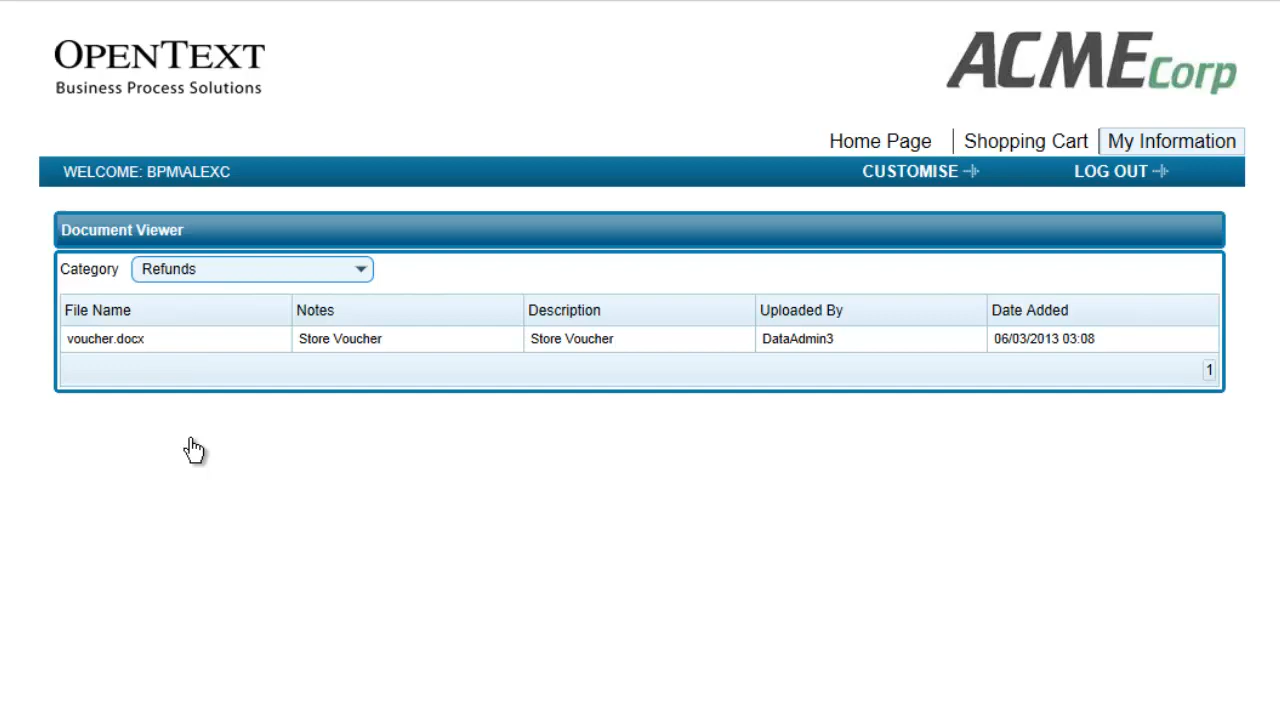 OPENTEXT
Business Process Solutions
ACMECorp
Home Page Shopping Cart My Information
WELCOME: BPM\ALEXC CUSTOMISE LOG OUT
Document Viewer
Category Refunds
File Name Notes Description Uploaded By Date Added
voucher.docx Store Voucher Store Voucher DataAdmin3 06/03/2013 03:08
1